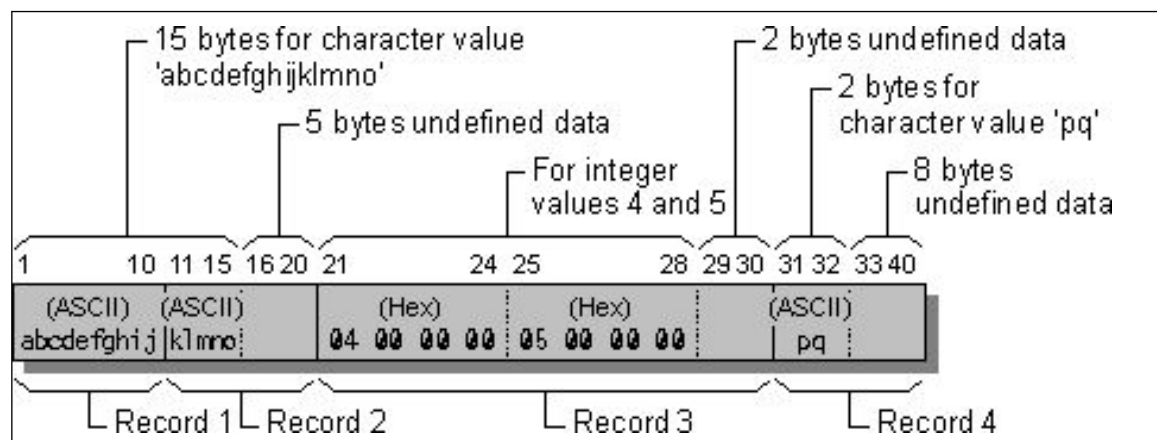 15 bytes for character value
'abcdefghijklmno'
2 bytes undefined data
5 bytes undefined data
2 bytes for
character value 'pq'
For integer
values 4 and 5
8 bytes
undefined data
1 10 11 15 16 20 21 24 25 28 29 30 31 32 33 40
(ASCII) (ASCII) (Hex) (Hex) (ASCII)
abcdefghij klmno 04 00 00 00 05 00 00 00 pq
Record 1 Record 2 Record 3 Record 4